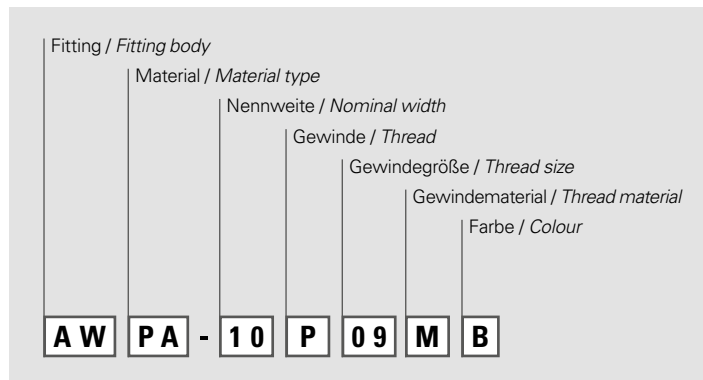 Fitting / Fitting body
Material / Material type
Nennweite / Nominal width
Gewinde / Thread
Gewindegröße / Thread size
Gewindematerial / Thread material
Farbe / Colour
AW PA - 10 P 09 M B